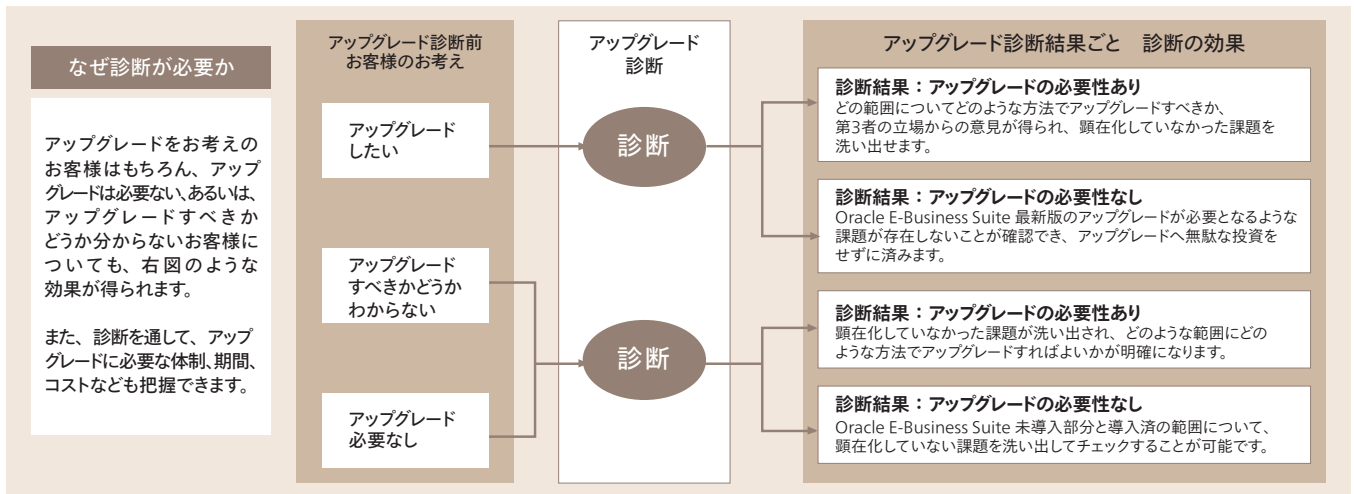 なぜ診断が必要か
アップグレードをお考えの
お客様はもちろん、アップ
グレードは必要ない、あるいは、
アップグレードすべきか
どうか分からないお客様に
ついても、右図のような
効果が得られます。
また、診断を通して、アップ
グレードに必要な体制、期間、
コストなども把握できます。
アップグレード診断前
お客様のお考え
アップグレード
したい
アップグレード
すべきかどうか
わからない
アップグレード
必要なし
アップグレード
診断
診断
診断
アップグレード診断結果ごと　診断の効果
診断結果：アップグレードの必要性あり
どの範囲についてどのような方法でアップグレードすべきか、
第3者の立場からの意見が得られ、顕在化していなかった課題を
洗い出せます。
診断結果：アップグレードの必要性なし
Oracle E-Business Suite 最新版のアップグレードが必要となるような
課題が存在しないことが確認でき、アップグレードへ無駄な投資を
せずに済みます。
診断結果：アップグレードの必要性あり
顕在化していなかった課題が洗い出され、どのような範囲にどの
ような方法でアップグレードすればよいかが明確になります。
診断結果：アップグレードの必要性なし
Oracle E-Business Suite 未導入部分と導入済の範囲について、
顕在化していない課題を洗い出してチェックすることが可能です。